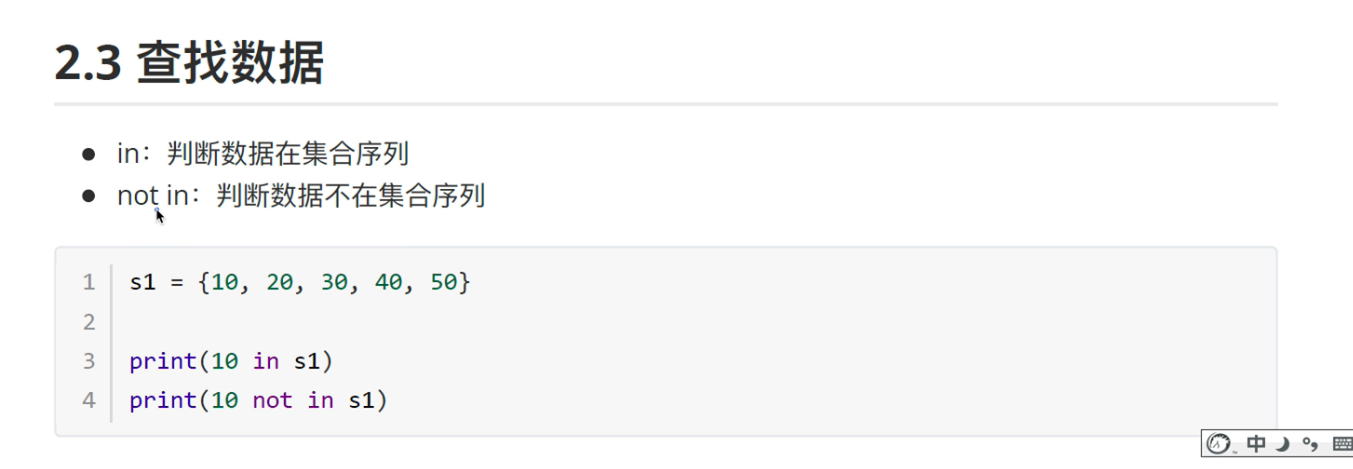 2.3 查找数据
in：判断数据在集合序列
not in：判断数据不在集合序列
1 s1 = {10, 20, 30, 40, 50}
2
3 print(10 in s1)
4 print(10 not in s1)
中